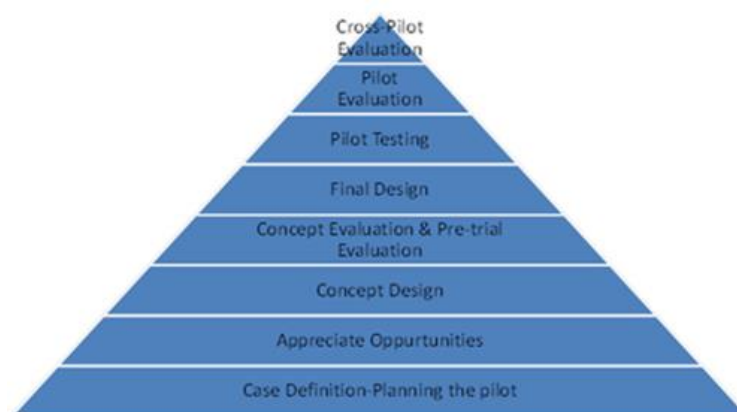 Cross-Pilot
Evaluation
Pilot
Evaluation
Pilot Testing
Final Design
Concept Evaluation & Pre-trial
Evaluation
Concept Design
Appreciate Oppurtunities
Case Definition-Planning the pilot